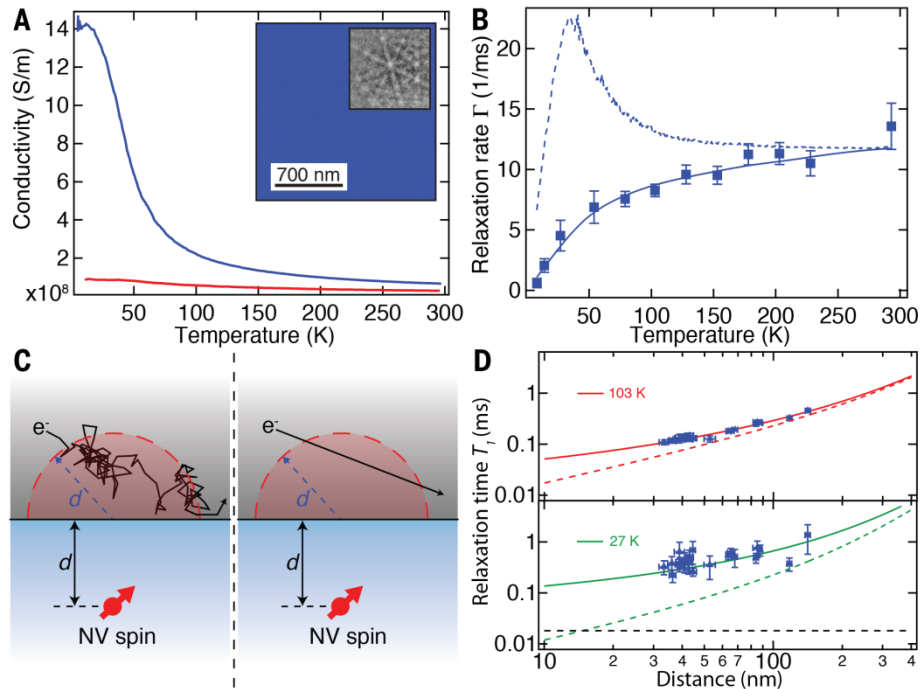 A
Conductivity (S/m)
14
12
10
8
6
4
2
x10⁸
50
100
150
200
250
300
Temperature (K)
700 nm
B
Relaxation rate Γ (1/ms)
20
15
10
5
0
50
100
150
200
250
300
Temperature (K)
C
e⁻
d
d
NV spin
e⁻
d
d
NV spin
D
Relaxation time T₁ (ms)
1
0.1
0.01
103 K
1
0.1
0.01
27 K
10
2
3
4
5
6
7
100
2
3
4
Distance (nm)